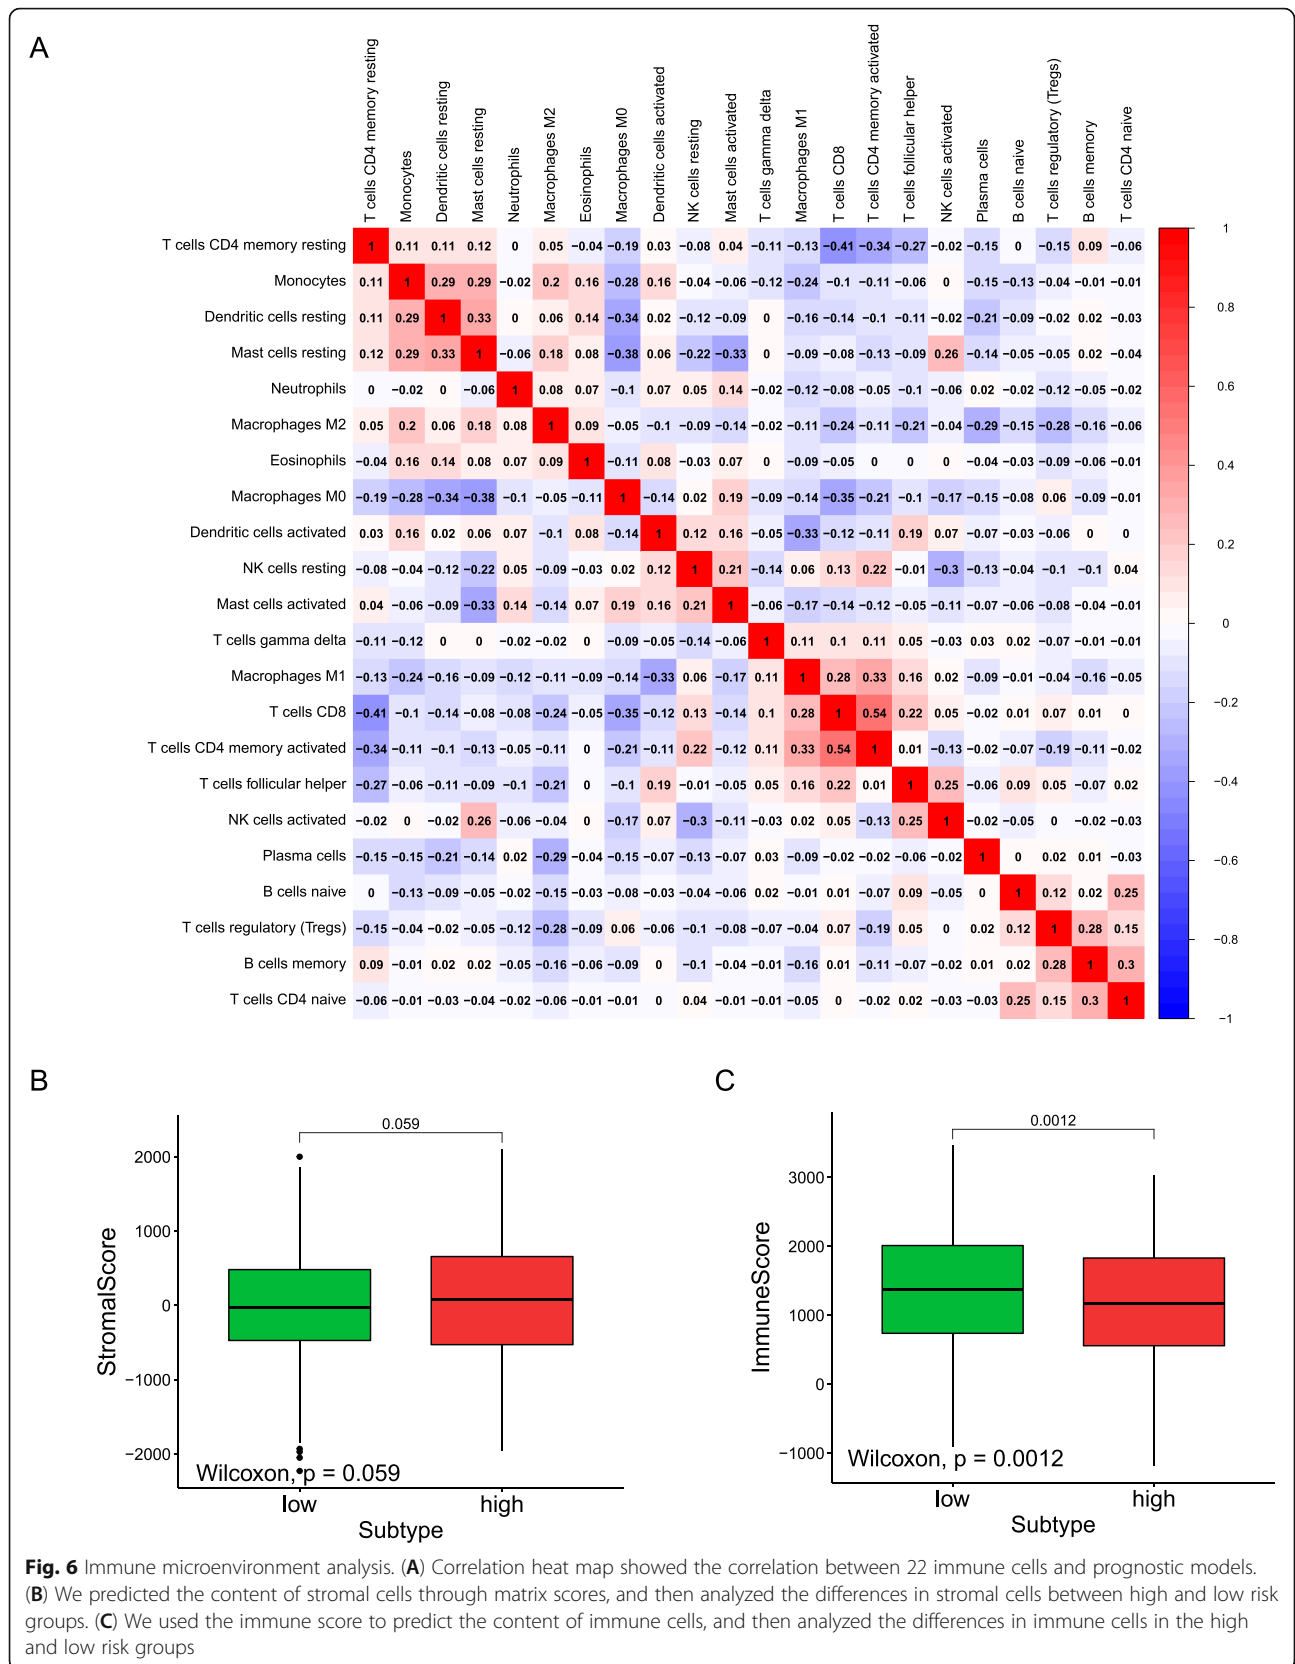 A
T cells CD4 memory resting
Monocytes
Dendritic cells resting
Mast cells resting
Neutrophils
Macrophages M2
Eosinophils
Macrophages M0
Dendritic cells activated
NK cells resting
Mast cells activated
T cells gamma delta
Macrophages M1
T cells CD8
T cells CD4 memory activated
T cells follicular helper
NK cells activated
Plasma cells
B cells naive
T cells regulatory (Tregs)
B cells memory
T cells CD4 naive
T cells CD4 memory resting 1 0.11 0.11 0.12 0 0.05 −0.04 −0.19 0.03 −0.08 0.04 −0.11 −0.13 −0.41 −0.34 −0.27 −0.02 −0.15 0 −0.15 0.09 −0.06
Monocytes 0.11 1 0.29 0.29 −0.02 0.2 0.16 −0.28 0.16 −0.04 −0.06 −0.12 −0.24 −0.1 −0.11 −0.06 0 −0.15 −0.13 −0.04 −0.01 −0.01
Dendritic cells resting 0.11 0.29 1 0.33 0 0.06 0.14 −0.34 0.02 −0.12 −0.09 0 −0.16 −0.14 −0.1 −0.11 −0.02 −0.21 −0.09 −0.02 0.02 −0.03
Mast cells resting 0.12 0.29 0.33 1 −0.06 0.18 0.08 −0.38 0.06 −0.22 −0.33 0 −0.09 −0.08 −0.13 −0.09 0.26 −0.14 −0.05 −0.05 0.02 −0.04
Neutrophils 0 −0.02 0 −0.06 1 0.08 0.07 −0.1 0.07 0.05 0.14 −0.02 −0.12 −0.08 −0.05 −0.1 −0.06 0.02 −0.02 −0.12 −0.05 −0.02
Macrophages M2 0.05 0.2 0.06 0.18 0.08 1 0.09 −0.05 −0.1 −0.09 −0.14 −0.02 −0.11 −0.24 −0.11 −0.21 −0.04 −0.29 −0.15 −0.28 −0.16 −0.06
Eosinophils −0.04 0.16 0.14 0.08 0.07 0.09 1 −0.11 0.08 −0.03 0.07 0 −0.09 −0.05 0 0 0 −0.04 −0.03 −0.09 −0.06 −0.01
Macrophages M0 −0.19 −0.28 −0.34 −0.38 −0.1 −0.05 −0.11 1 −0.14 0.02 0.19 −0.09 −0.14 −0.35 −0.21 −0.1 −0.17 −0.15 −0.08 0.06 −0.09 −0.01
Dendritic cells activated 0.03 0.16 0.02 0.06 0.07 −0.1 0.08 −0.14 1 0.12 0.16 −0.05 −0.33 −0.12 −0.11 0.19 0.07 −0.07 −0.03 −0.06 0 0
NK cells resting −0.08 −0.04 −0.12 −0.22 0.05 −0.09 −0.03 0.02 0.12 1 0.21 −0.14 0.06 0.13 0.22 −0.01 −0.3 −0.13 −0.04 −0.1 −0.1 0.04
Mast cells activated 0.04 −0.06 −0.09 −0.33 0.14 −0.14 0.07 0.19 0.16 0.21 1 −0.06 −0.17 −0.14 −0.12 −0.05 −0.11 −0.07 −0.06 −0.08 −0.04 −0.01
T cells gamma delta −0.11 −0.12 0 0 −0.02 −0.02 0 −0.09 −0.05 −0.14 −0.06 1 0.11 0.1 0.11 0.05 −0.03 0.03 0.02 −0.07 −0.01 −0.01
Macrophages M1 −0.13 −0.24 −0.16 −0.09 −0.12 −0.11 −0.09 −0.14 −0.33 0.06 −0.17 0.11 1 0.28 0.33 0.16 0.02 −0.09 −0.01 −0.04 −0.16 −0.05
T cells CD8 −0.41 −0.1 −0.14 −0.08 −0.08 −0.24 −0.05 −0.35 −0.12 0.13 −0.14 0.1 0.28 1 0.54 0.22 0.05 −0.02 0.01 0.07 0.01 0
T cells CD4 memory activated −0.34 −0.11 −0.1 −0.13 −0.05 −0.11 0 −0.21 −0.11 0.22 −0.12 0.11 0.33 0.54 1 0.01 −0.13 −0.02 −0.07 −0.19 −0.11 −0.02
T cells follicular helper −0.27 −0.06 −0.11 −0.09 −0.1 −0.21 0 −0.1 0.19 −0.01 −0.05 0.05 0.16 0.22 0.01 1 0.25 −0.06 0.09 0.05 −0.07 0.02
NK cells activated −0.02 0 −0.02 0.26 −0.06 −0.04 0 −0.17 0.07 −0.3 −0.11 −0.03 0.02 0.05 −0.13 0.25 1 −0.02 −0.05 0 −0.02 −0.03
Plasma cells −0.15 −0.15 −0.21 −0.14 0.02 −0.29 −0.04 −0.15 −0.07 −0.13 −0.07 0.03 −0.09 −0.02 −0.02 −0.06 −0.02 1 0 0.02 0.01 −0.03
B cells naive 0 −0.13 −0.09 −0.05 −0.02 −0.15 −0.03 −0.08 −0.03 −0.04 −0.06 0.02 −0.01 0.01 −0.07 0.09 −0.05 0 1 0.12 0.02 0.25
T cells regulatory (Tregs) −0.15 −0.04 −0.02 −0.05 −0.12 −0.28 −0.09 0.06 −0.06 −0.1 −0.08 −0.07 −0.04 0.07 −0.19 0.05 0 0.02 0.12 1 0.28 0.15
B cells memory 0.09 −0.01 0.02 0.02 −0.05 −0.16 −0.06 −0.09 0 −0.1 −0.04 −0.01 −0.16 0.01 −0.11 −0.07 −0.02 0.01 0.02 0.28 1 0.3
T cells CD4 naive −0.06 −0.01 −0.03 −0.04 −0.02 −0.06 −0.01 −0.01 0 0.04 −0.01 −0.01 −0.05 0 −0.02 0.02 −0.03 −0.03 0.25 0.15 0.3 1
1
0.8
0.6
0.4
0.2
0
−0.2
−0.4
−0.6
−0.8
−1
B
0.059
2000
1000
0
−1000
−2000
StromalScore
Wilcoxon, p = 0.059
low high
Subtype
C
0.0012
3000
2000
1000
0
−1000
ImmuneScore
Wilcoxon, p = 0.0012
low high
Subtype
Fig. 6 Immune microenvironment analysis. (A) Correlation heat map showed the correlation between 22 immune cells and prognostic models.
(B) We predicted the content of stromal cells through matrix scores, and then analyzed the differences in stromal cells between high and low risk
groups. (C) We used the immune score to predict the content of immune cells, and then analyzed the differences in immune cells in the high
and low risk groups